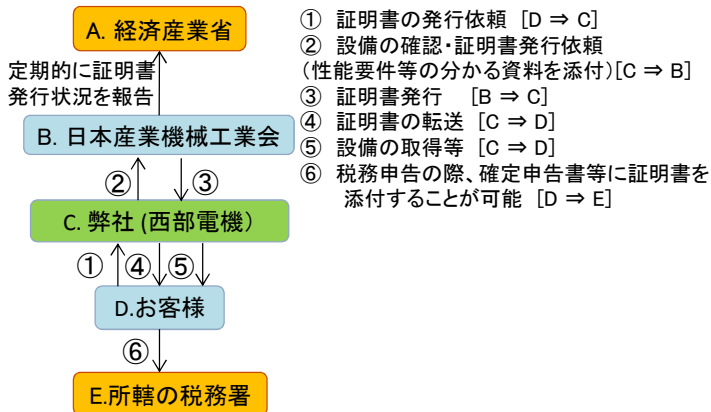 A. 経済産業省
定期的に証明書
発行状況を報告
B. 日本産業機械工業会
② ③
C. 弊社 (西部電機)
① ④ ⑤
D.お客様
⑥
E.所轄の税務署
① 証明書の発行依頼 [D ⇒ C]
② 設備の確認・証明書発行依頼
(性能要件等の分かる資料を添付)[C ⇒ B]
③ 証明書発行 [B ⇒ C]
④ 証明書の転送 [C ⇒ D]
⑤ 設備の取得等 [C ⇒ D]
⑥ 税務申告の際、確定申告書等に証明書を
添付することが可能 [D ⇒ E]